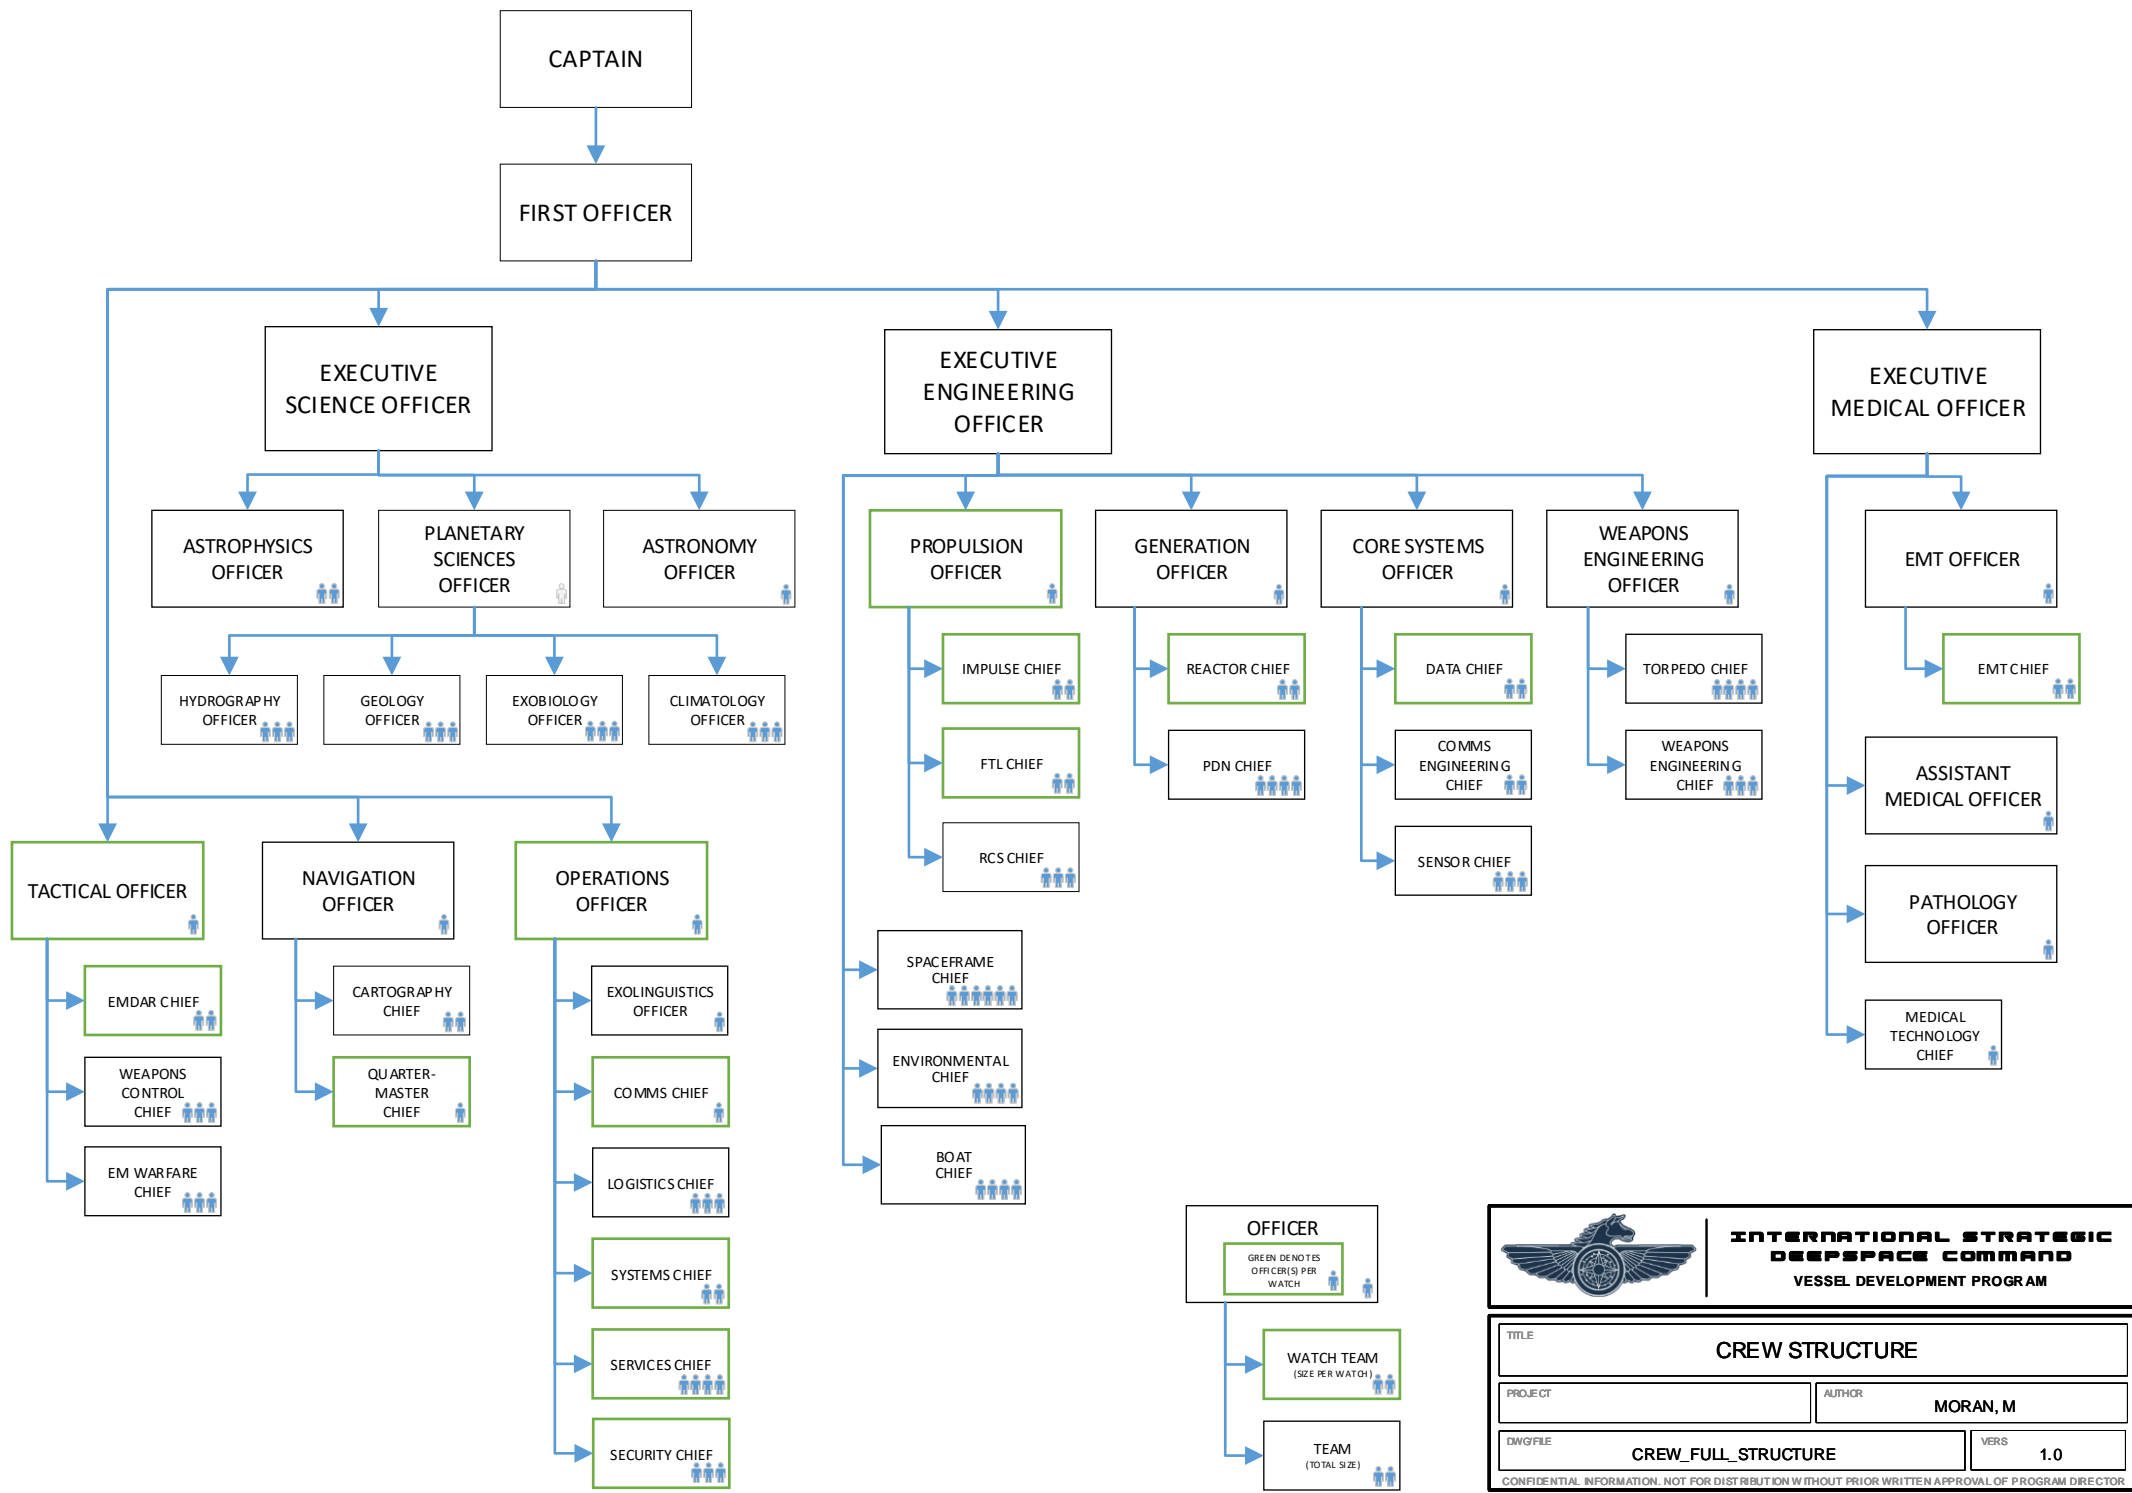 CAPTAIN
FIRST OFFICER
EXECUTIVE
SCIENCE OFFICER
EXECUTIVE
ENGINEERING
OFFICER
EXECUTIVE
MEDICAL OFFICER
ASTROPHYSICS
OFFICER
PLANETARY
SCIENCES
OFFICER
ASTRONOMY
OFFICER
PROPULSION
OFFICER
GENERATION
OFFICER
CORE SYSTEMS
OFFICER
WEAPONS
ENGINEERING
OFFICER
EMT OFFICER
HYDROGRAPHY
OFFICER
GEOLOGY
OFFICER
EXOBIOLOGY
OFFICER
CLIMATOLOGY
OFFICER
IMPULSE CHIEF
REACTOR CHIEF
DATA CHIEF
TORPEDO CHIEF
EMT CHIEF
FTL CHIEF
PDN CHIEF
COMMS
ENGINEERING
CHIEF
WEAPONS
ENGINEERING
CHIEF
ASSISTANT
MEDICAL OFFICER
RCS CHIEF
SENSOR CHIEF
TACTICAL OFFICER
NAVIGATION
OFFICER
OPERATIONS
OFFICER
PATHOLOGY
OFFICER
EMDAR CHIEF
CARTOGRAPHY
CHIEF
EXOLINGUISTICS
OFFICER
SPACEFRAME
CHIEF
MEDICAL
TECHNOLOGY
CHIEF
WEAPONS
CONTROL
CHIEF
QUARTER-
MASTER
CHIEF
COMMS CHIEF
ENVIRONMENTAL
CHIEF
EM WARFARE
CHIEF
LOGISTICS CHIEF
BOAT
CHIEF
SYSTEMS CHIEF
SERVICES CHIEF
SECURITY CHIEF
OFFICER
GREEN DENOTES
OFFICER(S) PER
WATCH
WATCH TEAM
(SIZE PER WATCH)
TEAM
(TOTAL SIZE)
INTERNATIONAL STRATEGIC
DEEPSPACE COMMAND
VESSEL DEVELOPMENT PROGRAM
TITLE
CREW STRUCTURE
PROJECT
AUTHOR
MORAN, M
DWG/FILE
CREW_FULL_STRUCTURE
VERS
1.0
CONFIDENTIAL INFORMATION. NOT FOR DISTRIBUTION WITHOUT PRIOR WRITTEN APPROVAL OF PROGRAM DIRECTOR